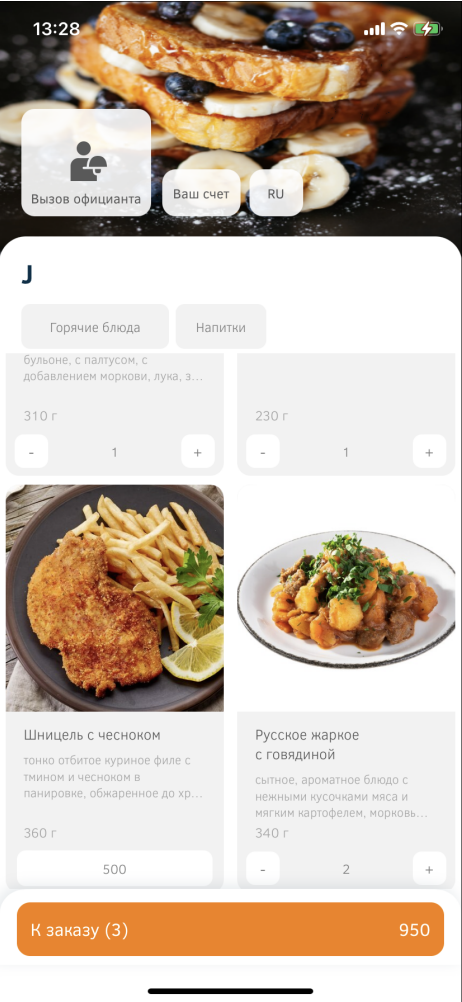 13:28
Вызов официанта
Ваш счет
RU
J
Горячие блюда
Напитки
бульоне, с палтусом, с
добавлением моркови, лука, з...
310 г
230 г
-
1
+
-
1
+
Шницель с чесноком
тонко отбитое куриное филе с
тмином и чесноком в
панировке, обжаренное до хр...
360 г
500
Русское жаркое
с говядиной
сытное, ароматное блюдо с
нежными кусочками мяса и
мягким картофелем, морковь...
340 г
-
2
+
К заказу (3)
950